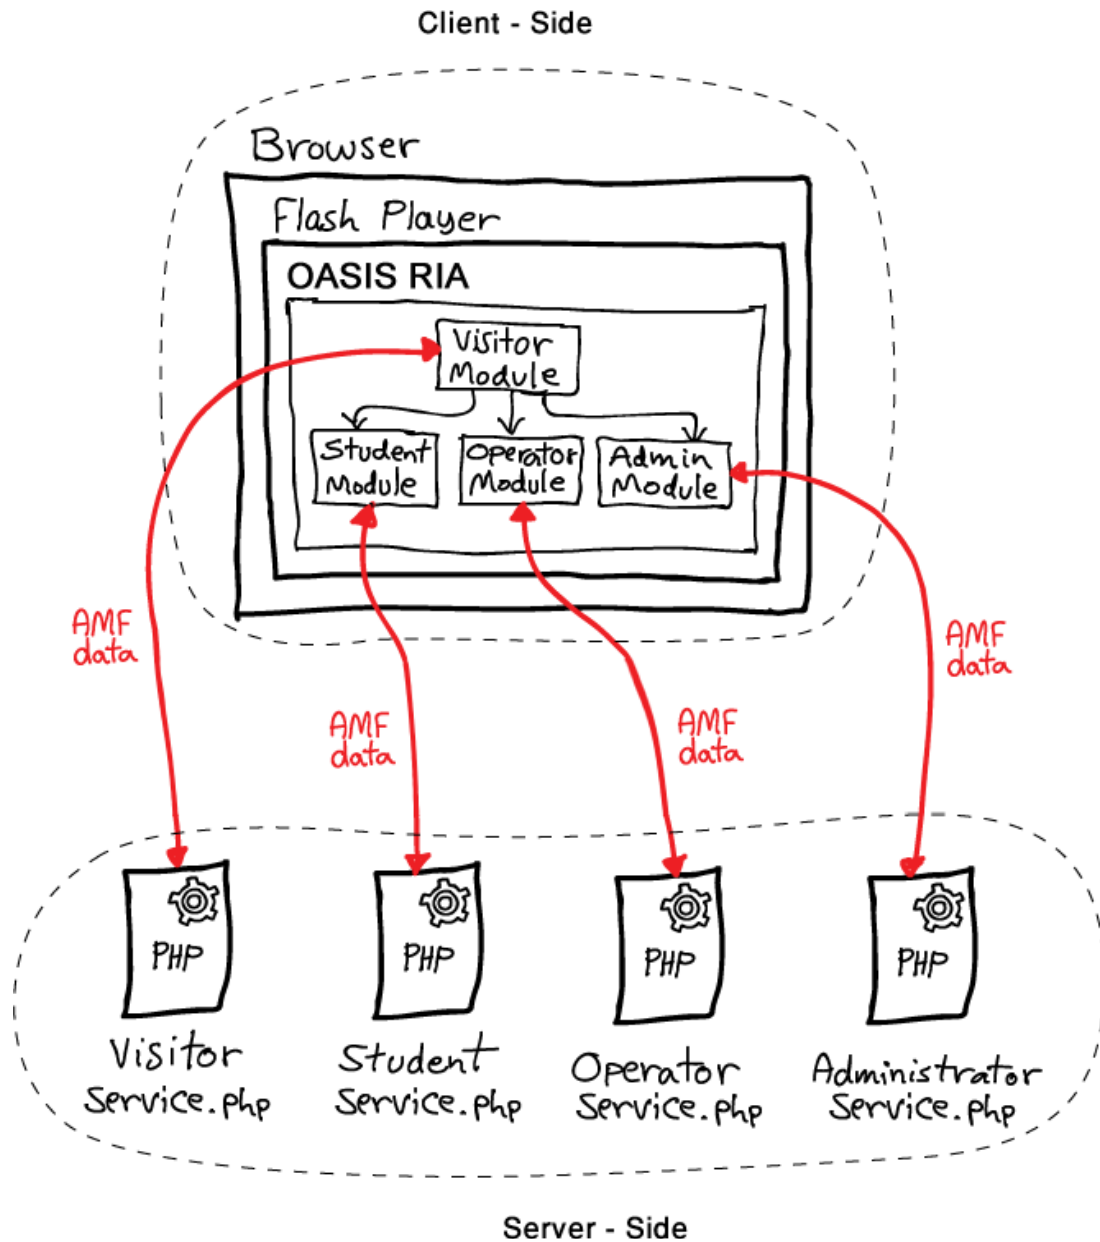 Client - Side
Browser
Flash Player
OASIS RIA
Visitor
Module
Student
Module
Operator
Module
Admin
Module
AMF
data
AMF
data
AMF
data
AMF
data
PHP
PHP
PHP
PHP
Visitor
Service.php
Student
Service.php
Operator
Service.php
Administrator
Service.php
Server - Side